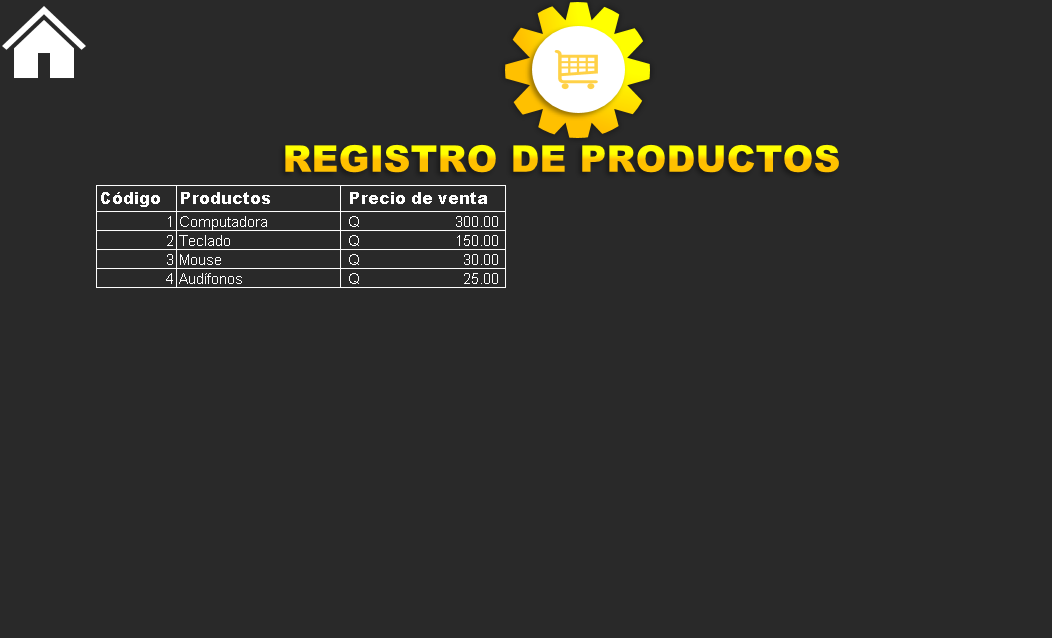 REGISTRO DE PRODUCTOS
Código Productos Precio de venta
1 Computadora Q 300.00
2 Teclado Q 150.00
3 Mouse Q 30.00
4 Audífonos Q 25.00